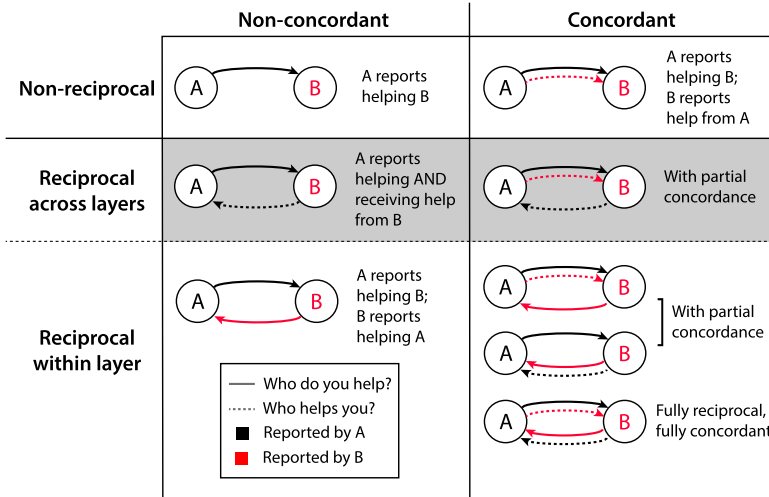 Non-concordant
Concordant
Non-reciprocal
A
B
A reports
helping B
A
B
A reports
helping B;
B reports
help from A
Reciprocal
across layers
A
B
A reports
helping AND
receiving help
from B
A
B
With partial
concordance
Reciprocal
within layer
A
B
A reports
helping B;
B reports
helping A
A
B
With partial
concordance
A
B
A
B
Fully reciprocal,
fully concordant
Who do you help?
Who helps you?
Reported by A
Reported by B